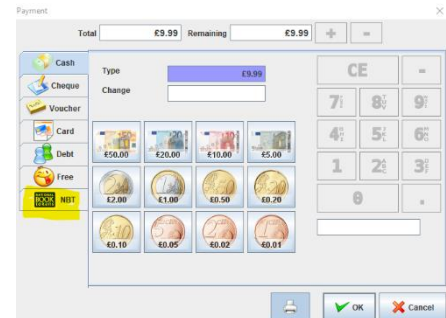 Payment
Total £9.99 Remaining £9.99 + -
Cash
Cheque
Voucher
Card
Debt
Free
NATIONAL BOOK TOKENS NBT
Type £9.99
Change
£50.00 £20.00 £10.00 £5.00
£2.00 £1.00 £0.50 £0.20
£0.10 £0.05 £0.02 £0.01
CE -
7 8 9
4 5 6
1 2 3
0 .
OK Cancel